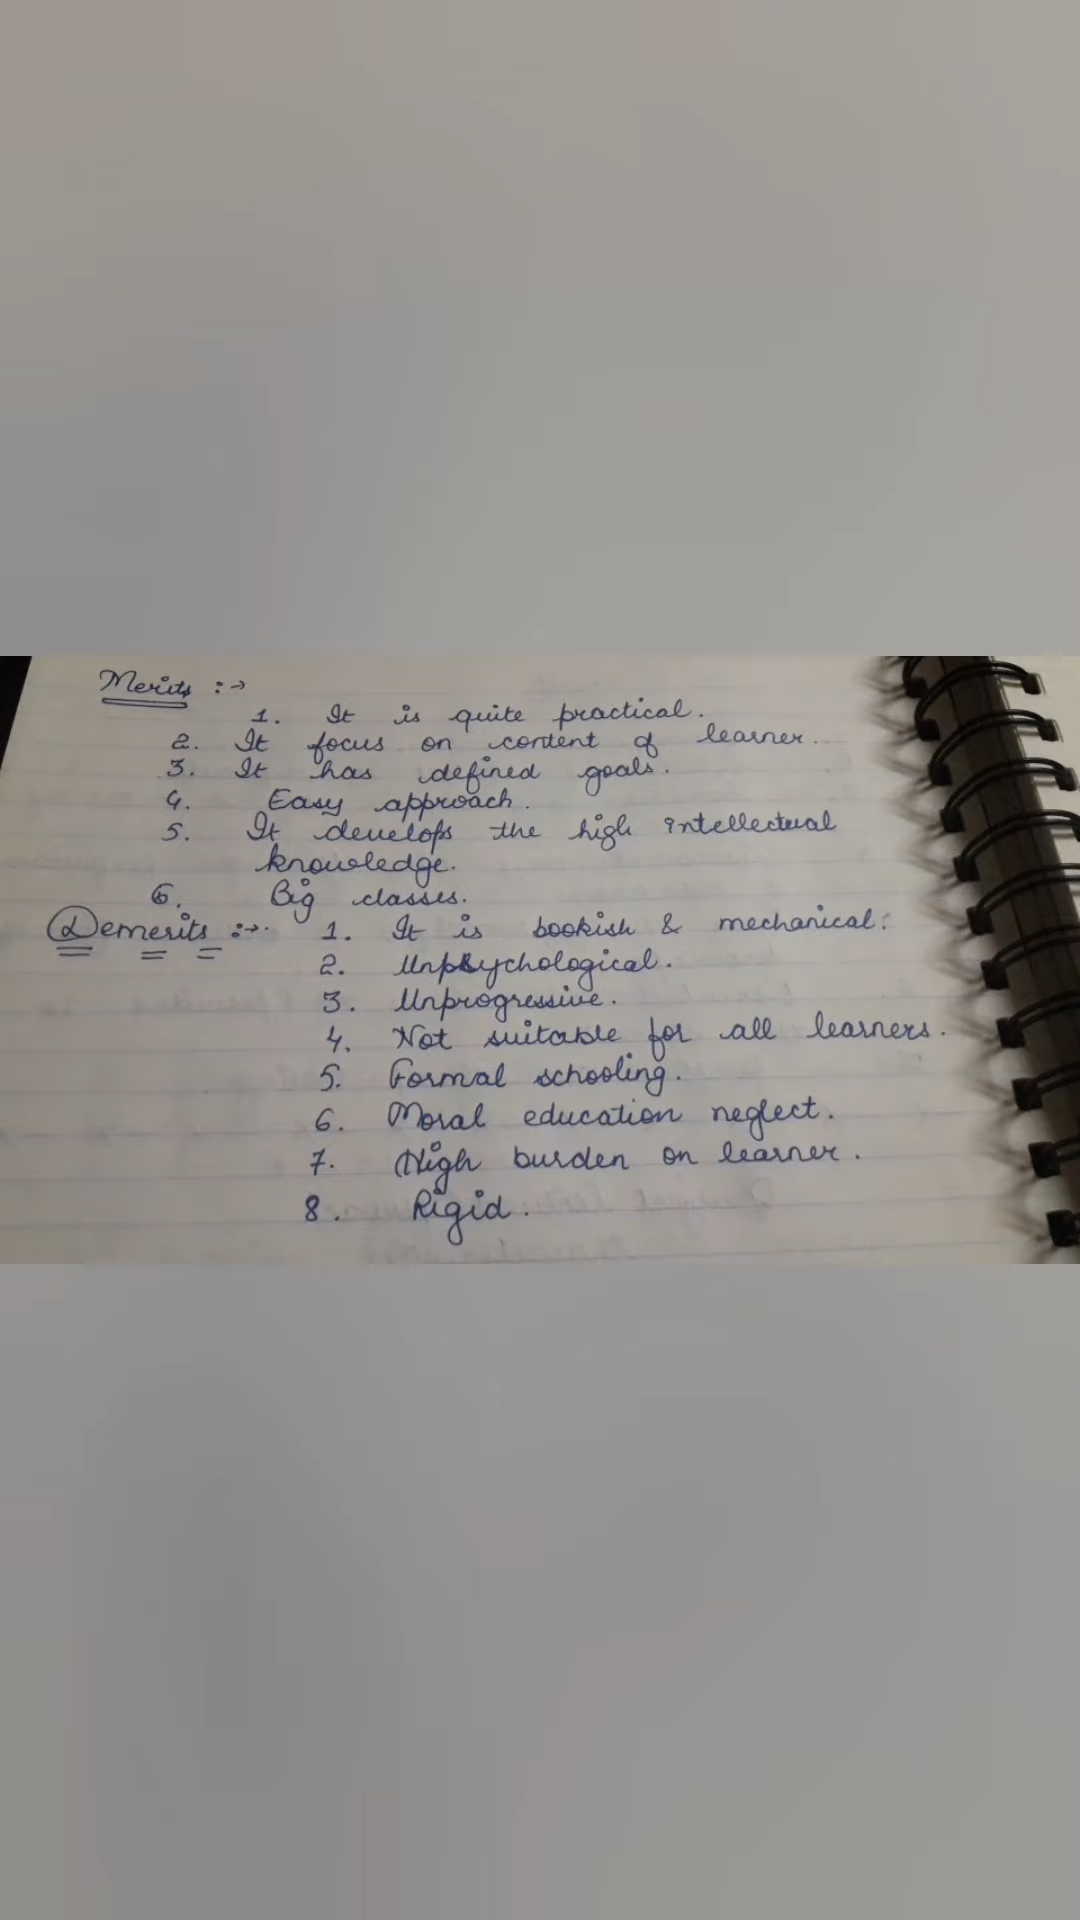 Merits :→
1. It is quite practical.
2. It focus on content of learner.
3. It has defined goals.
4. Easy approach.
5. It develops the high intellectual
knowledge.
6. Big classes.
Demerits :→. 1. It is bookish & mechanical.
2. Unpsychological.
3. Unprogressive.
4. Not suitable for all learners.
5. Formal schooling.
6. Moral education neglect.
7. High burden on learner.
8. Rigid.